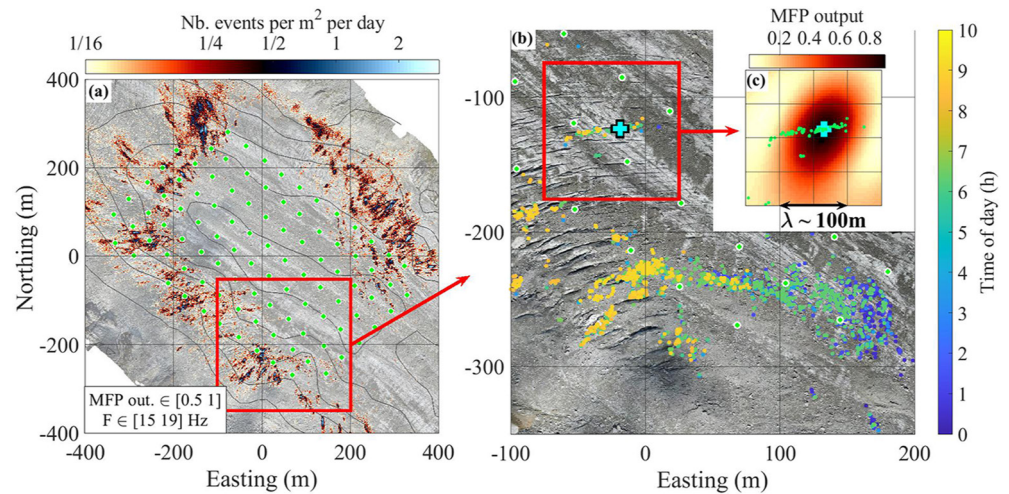 Nb. events per m² per day
1/16 1/4 1/2 1 2
(a)
Northing (m)
400
200
0
-200
-400
MFP out. ∈ [0.5 1]
F ∈ [15 19] Hz
-400 -200 0 200 400
Easting (m)
(b)
-100
-200
-300
-100 0 100 200
Easting (m)
MFP output
0.2 0.4 0.6 0.8
(c)
λ ~ 100m
10
9
8
7
6
5
4
3
2
1
0
Time of day (h)